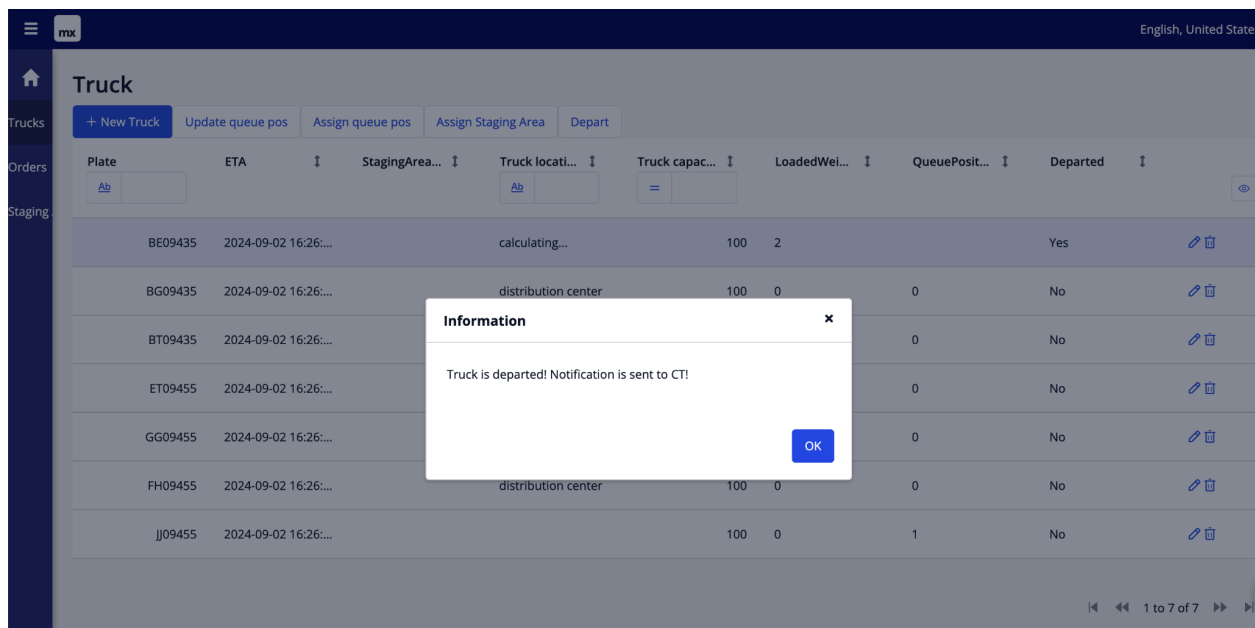 mx
English, United State
Truck
Trucks
Orders
Staging
+ New Truck Update queue pos Assign queue pos Assign Staging Area Depart
Plate ETA StagingArea... Truck locati... Truck capac... LoadedWei... QueuePosit... Departed
Ab Ab =
BE09435 2024-09-02 16:26:... calculating... 100 2 Yes
BG09435 2024-09-02 16:26:... distribution center 100 0 0 No
BT09435 2024-09-02 16:26:... 0 No
ET09455 2024-09-02 16:26:... 0 No
GG09455 2024-09-02 16:26:... 0 No
FH09455 2024-09-02 16:26:... distribution center 100 0 0 No
JJ09455 2024-09-02 16:26:... 100 0 1 No
Information
Truck is departed! Notification is sent to CT!
OK
1 to 7 of 7